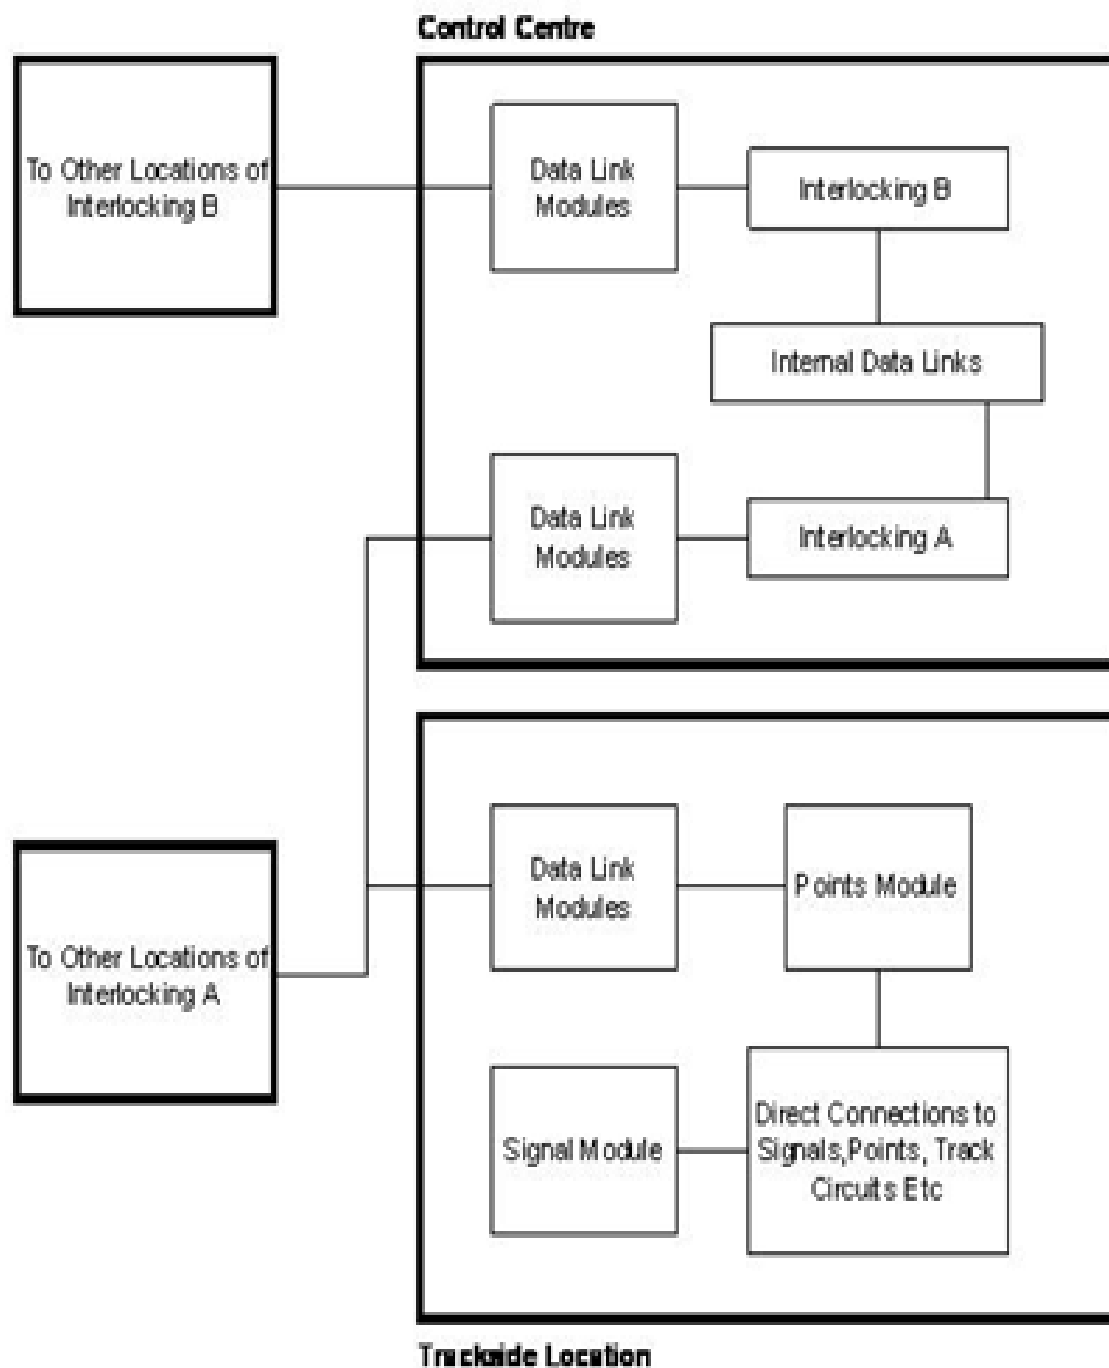 Control Centre
To Other Locations of
Interlocking B
Data Link
Modules
Interlocking B
Internal Data Links
Data Link
Modules
Interlocking A
To Other Locations of
Interlocking A
Data Link
Modules
Points Module
Signal Module
Direct Connections to
Signals,Points, Track
Circuits Etc
Trackside Location